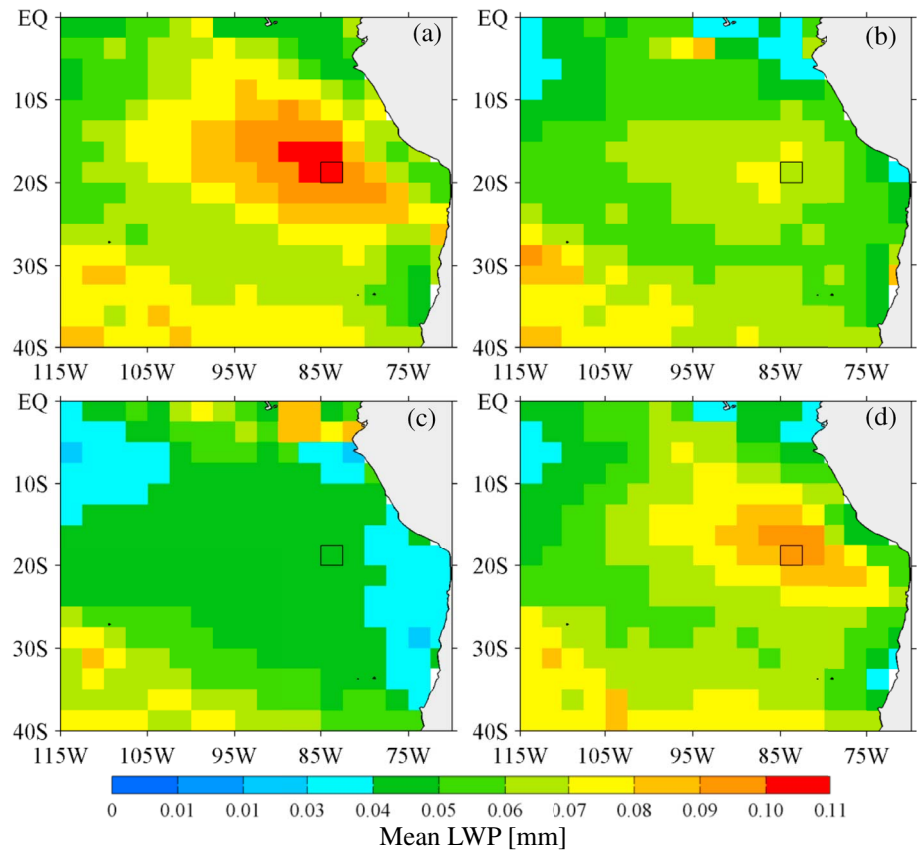 EQ (a) EQ (b)
10S 10S
20S 20S
30S 30S
40S 40S
115W 105W 95W 85W 75W 115W 105W 95W 85W 75W
EQ (c) EQ (d)
10S 10S
20S 20S
30S 30S
40S 40S
115W 105W 95W 85W 75W 115W 105W 95W 85W 75W
0 0.01 0.01 0.03 0.04 0.05 0.06 0.07 0.08 0.09 0.10 0.11
Mean LWP [mm]